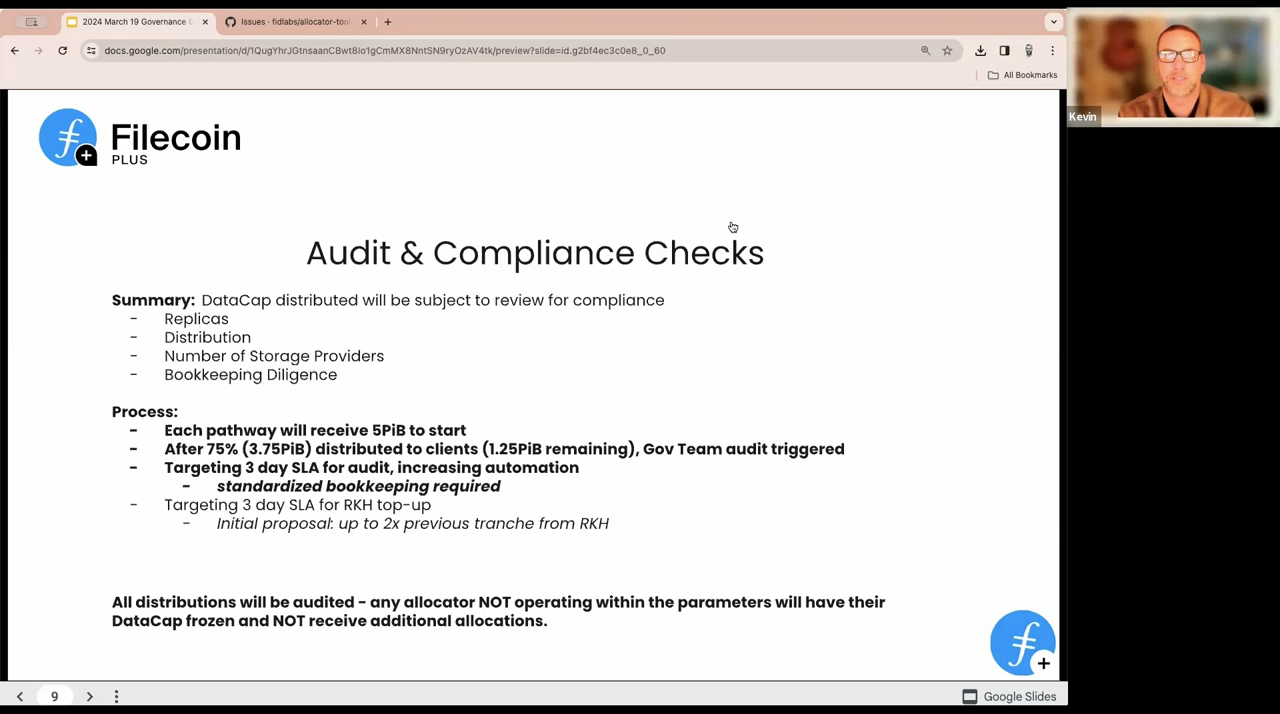 2024 March 19 Governance
Issues · fidlabs/allocator-too
docs.google.com/presentation/d/1QugYhrJGtnsaanCBwt8io1gCmMX8NntSN9ryOzAV4tk/preview?slide=id.g2bf4ec3c0e8_0_60
All Bookmarks
Kevin
Filecoin
PLUS
Audit & Compliance Checks
Summary: DataCap distributed will be subject to review for compliance
- Replicas
- Distribution
- Number of Storage Providers
- Bookkeeping Diligence
Process:
- Each pathway will receive 5PiB to start
- After 75% (3.75PiB) distributed to clients (1.25PiB remaining), Gov Team audit triggered
- Targeting 3 day SLA for audit, increasing automation
- standardized bookkeeping required
- Targeting 3 day SLA for RKH top-up
- Initial proposal: up to 2x previous tranche from RKH
All distributions will be audited - any allocator NOT operating within the parameters will have their
DataCap frozen and NOT receive additional allocations.
9
Google Slides